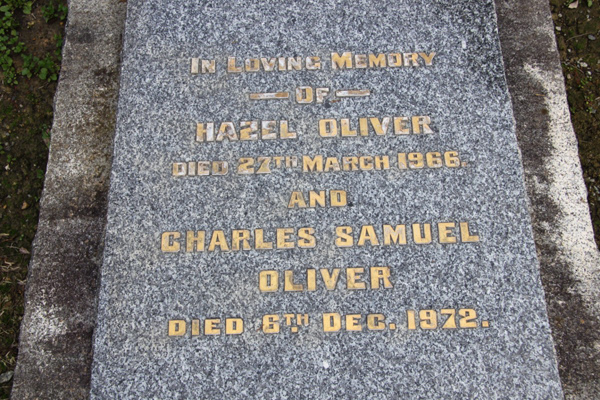 IN LOVING MEMORY
OF
HAZEL OLIVER
DIED 27TH MARCH 1966.
AND
CHARLES SAMUEL
OLIVER
DIED 6TH DEC. 1972.